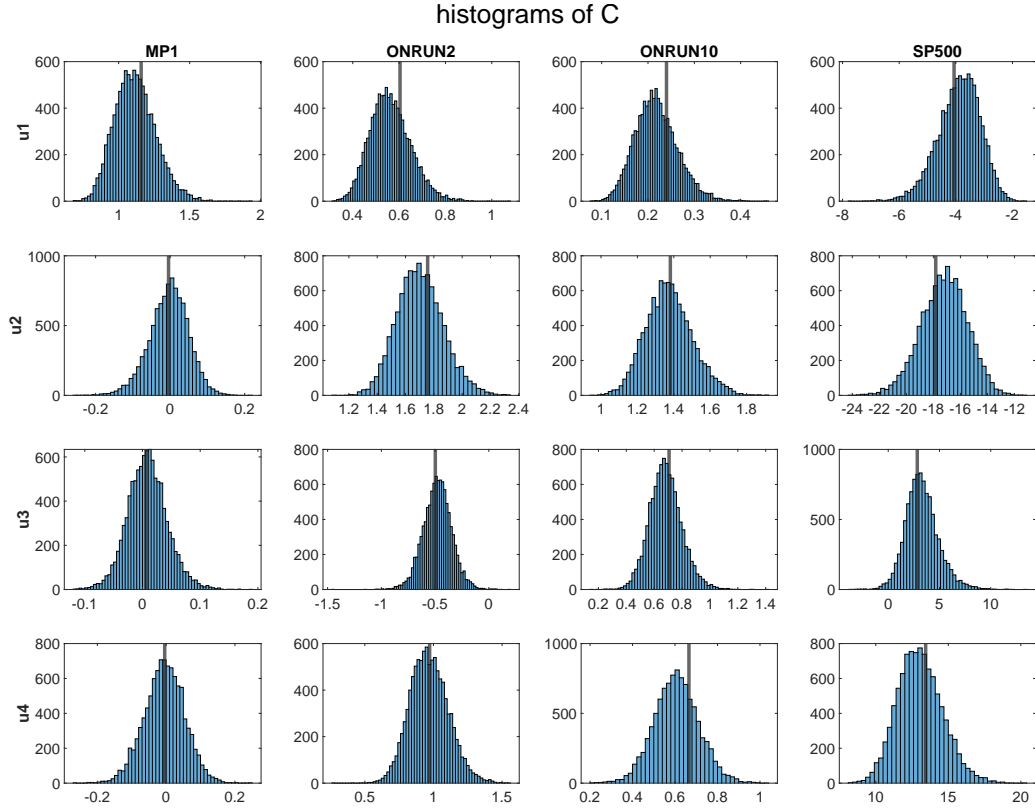 histograms of C
MP1 ONRUN2 ONRUN10 SP500
u1
600 400 200 0
1 1.5 2
600 400 200 0
0.4 0.6 0.8 1
600 400 200 0
0.1 0.2 0.3 0.4
600 400 200 0
-8 -6 -4 -2
u2
1000 500 0
-0.2 0 0.2
800 600 400 200 0
1.2 1.4 1.6 1.8 2 2.2 2.4
800 600 400 200 0
1 1.2 1.4 1.6 1.8
800 600 400 200 0
-24 -22 -20 -18 -16 -14 -12
u3
600 400 200 0
-0.1 0 0.1 0.2
800 600 400 200 0
-1.5 -1 -0.5 0
800 600 400 200 0
0.2 0.4 0.6 0.8 1 1.2 1.4
1000 500 0
0 5 10
u4
800 600 400 200 0
-0.2 0 0.2
600 400 200 0
0.5 1 1.5
1000 500 0
0.2 0.4 0.6 0.8 1
800 600 400 200 0
10 15 20